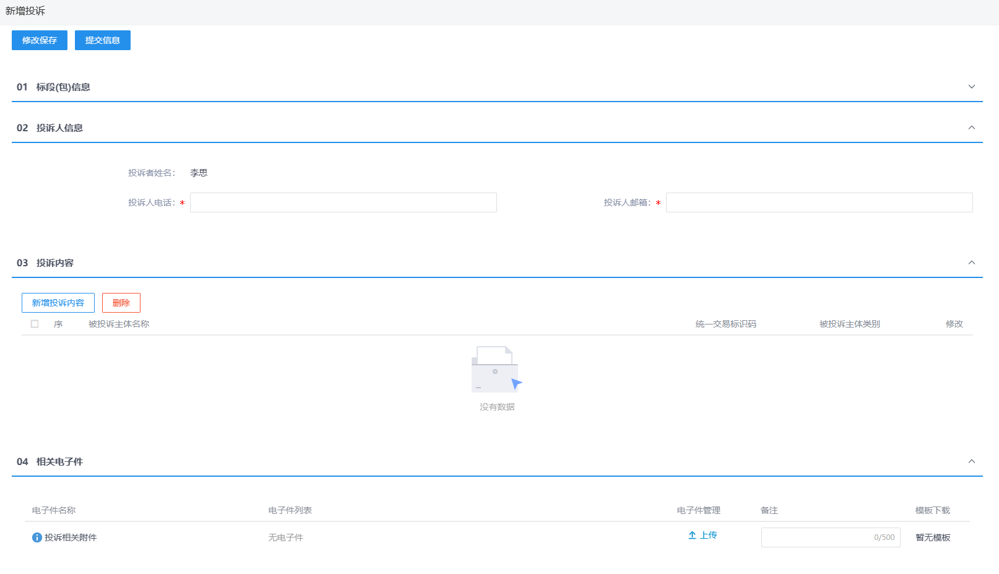 新增投诉
修改保存 提交信息
01 标段(包)信息
02 投诉人信息
投诉者姓名： 李思
投诉人电话：* 投诉人邮箱：*
03 投诉内容
新增投诉内容 删除
序 被投诉主体名称 统一交易标识码 被投诉主体类别 修改
没有数据
04 相关电子件
电子件名称 电子件列表 电子件管理 备注 模板下载
投诉相关附件 无电子件 上传 0/500 暂无模板